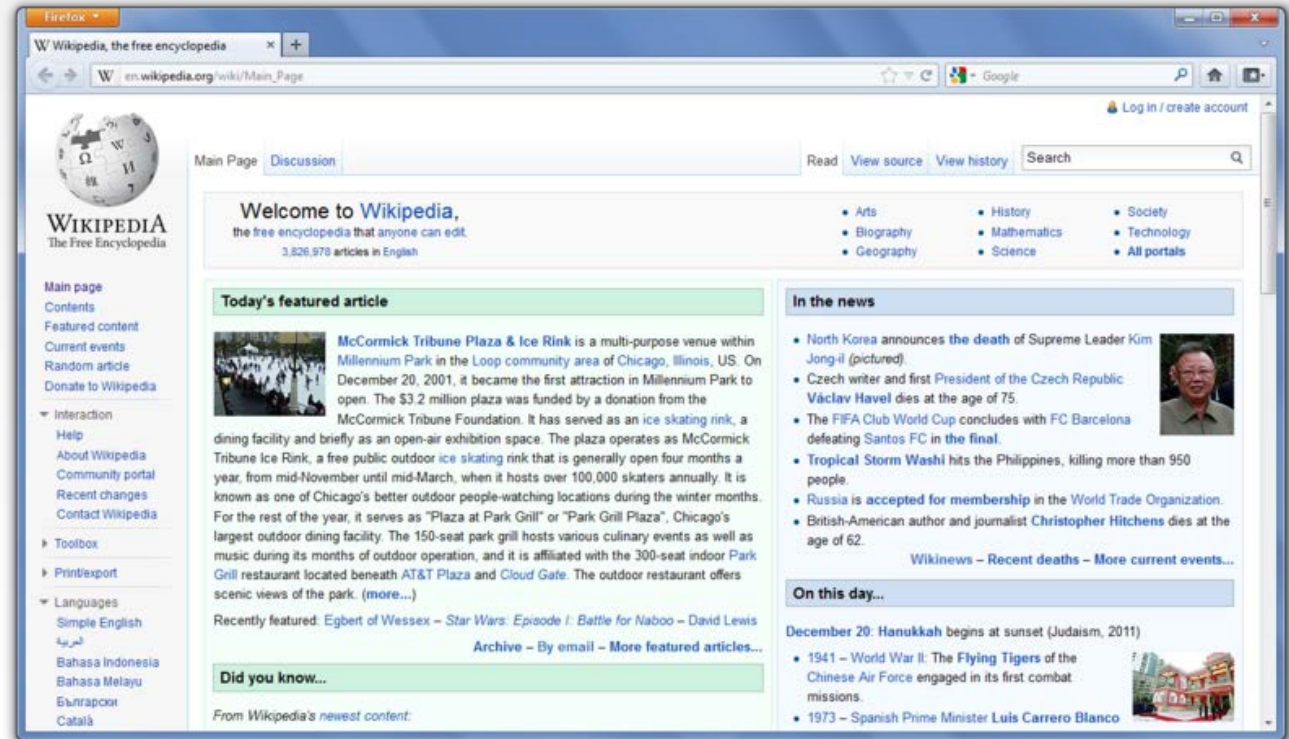 Firefox
Wikipedia, the free encyclopedia
en.wikipedia.org/wiki/Main_Page
Google
Log in / create account
WIKIPEDIA
The Free Encyclopedia
Main Page Discussion
Read View source View history Search
Welcome to Wikipedia,
the free encyclopedia that anyone can edit.
3,826,978 articles in English
Arts
Biography
Geography
History
Mathematics
Science
Society
Technology
All portals
Main page
Contents
Featured content
Current events
Random article
Donate to Wikipedia
Interaction
Help
About Wikipedia
Community portal
Recent changes
Contact Wikipedia
Toolbox
Print/export
Languages
Simple English
العربية
Bahasa Indonesia
Bahasa Melayu
Български
Català
Today's featured article
McCormick Tribune Plaza & Ice Rink is a multi-purpose venue within
Millennium Park in the Loop community area of Chicago, Illinois, US. On
December 20, 2001, it became the first attraction in Millennium Park to
open. The $3.2 million plaza was funded by a donation from the
McCormick Tribune Foundation. It has served as an ice skating rink, a
dining facility and briefly as an open-air exhibition space. The plaza operates as McCormick
Tribune Ice Rink, a free public outdoor ice skating rink that is generally open four months a
year, from mid-November until mid-March, when it hosts over 100,000 skaters annually. It is
known as one of Chicago's better outdoor people-watching locations during the winter months.
For the rest of the year, it serves as "Plaza at Park Grill" or "Park Grill Plaza", Chicago's
largest outdoor dining facility. The 150-seat park grill hosts various culinary events as well as
music during its months of outdoor operation, and it is affiliated with the 300-seat indoor Park
Grill restaurant located beneath AT&T Plaza and Cloud Gate. The outdoor restaurant offers
scenic views of the park. (more...)
Recently featured: Egbert of Wessex – Star Wars: Episode I: Battle for Naboo – David Lewis
Archive – By email – More featured articles...
Did you know...
From Wikipedia's newest content:
In the news
North Korea announces the death of Supreme Leader Kim
Jong-il (pictured).
Czech writer and first President of the Czech Republic
Václav Havel dies at the age of 75.
The FIFA Club World Cup concludes with FC Barcelona
defeating Santos FC in the final.
Tropical Storm Washi hits the Philippines, killing more than 950
people.
Russia is accepted for membership in the World Trade Organization.
British-American author and journalist Christopher Hitchens dies at the
age of 62.
Wikinews – Recent deaths – More current events...
On this day...
December 20: Hanukkah begins at sunset (Judaism, 2011)
1941 – World War II: The Flying Tigers of the
Chinese Air Force engaged in its first combat
missions.
1973 – Spanish Prime Minister Luis Carrero Blanco